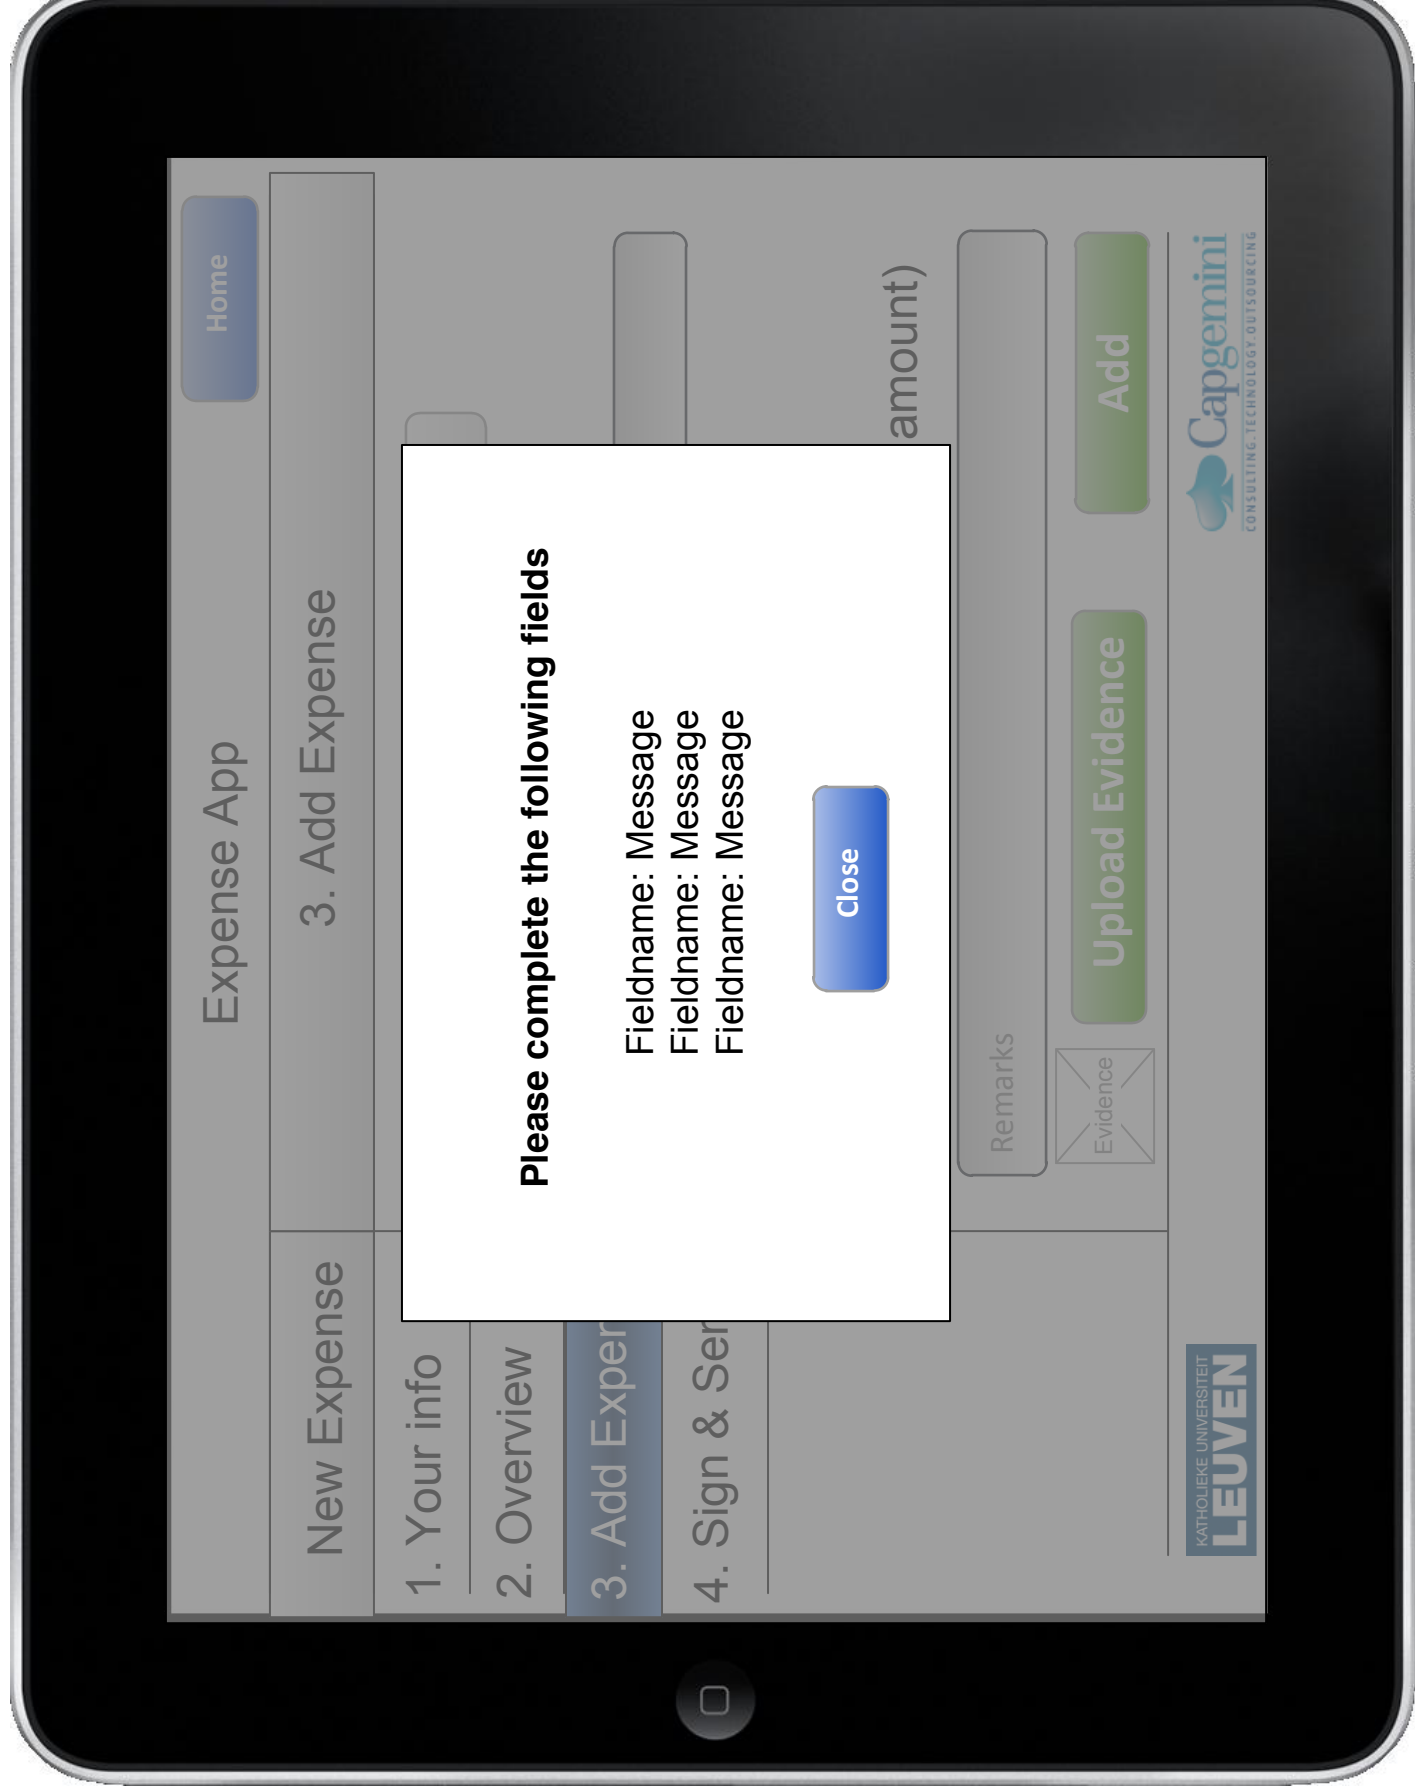 Expense App
Home
New Expense
3. Add Expense
1. Your info
2. Overview
3. Add Exper
4. Sign & Ser
Please complete the following fields
Fieldname: Message
Fieldname: Message
Fieldname: Message
Close
amount)
Remarks
Evidence
Upload Evidence
Add
KATHOLIEKE UNIVERSITEIT
LEUVEN
Capgemini
CONSULTING.TECHNOLOGY.OUTSOURCING